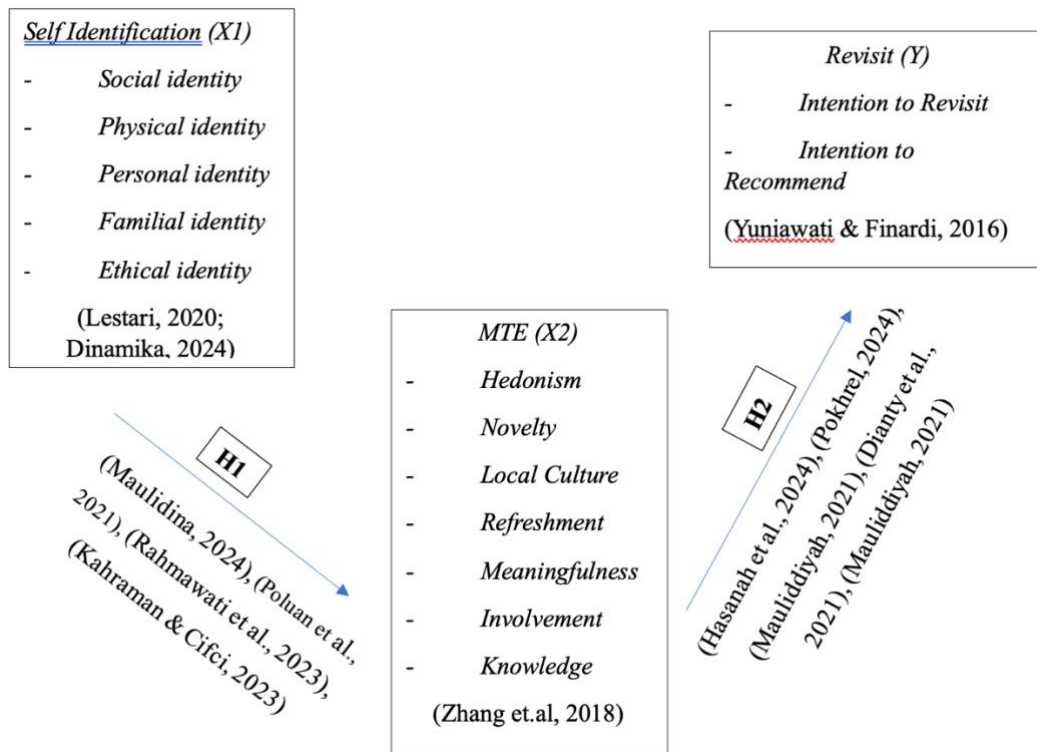 Self Identification (X1)
- Social identity
- Physical identity
- Personal identity
- Familial identity
- Ethical identity
(Lestari, 2020;
Dinamika, 2024)
Revisit (Y)
- Intention to Revisit
- Intention to
Recommend
(Yuniawati & Finardi, 2016)
MTE (X2)
- Hedonism
- Novelty
- Local Culture
- Refreshment
- Meaningfulness
- Involvement
- Knowledge
(Zhang et.al, 2018)
H1
(Maulidina, 2024), (Poluan et al.,
2021), (Rahmawati et al., 2023),
(Kahraman & Cifci, 2023)
H2
(Hasanah et al., 2024), (Pokhrel, 2024),
(Mauliddiyah, 2021), (Dianty et al.,
2021), (Mauliddiyah, 2021)